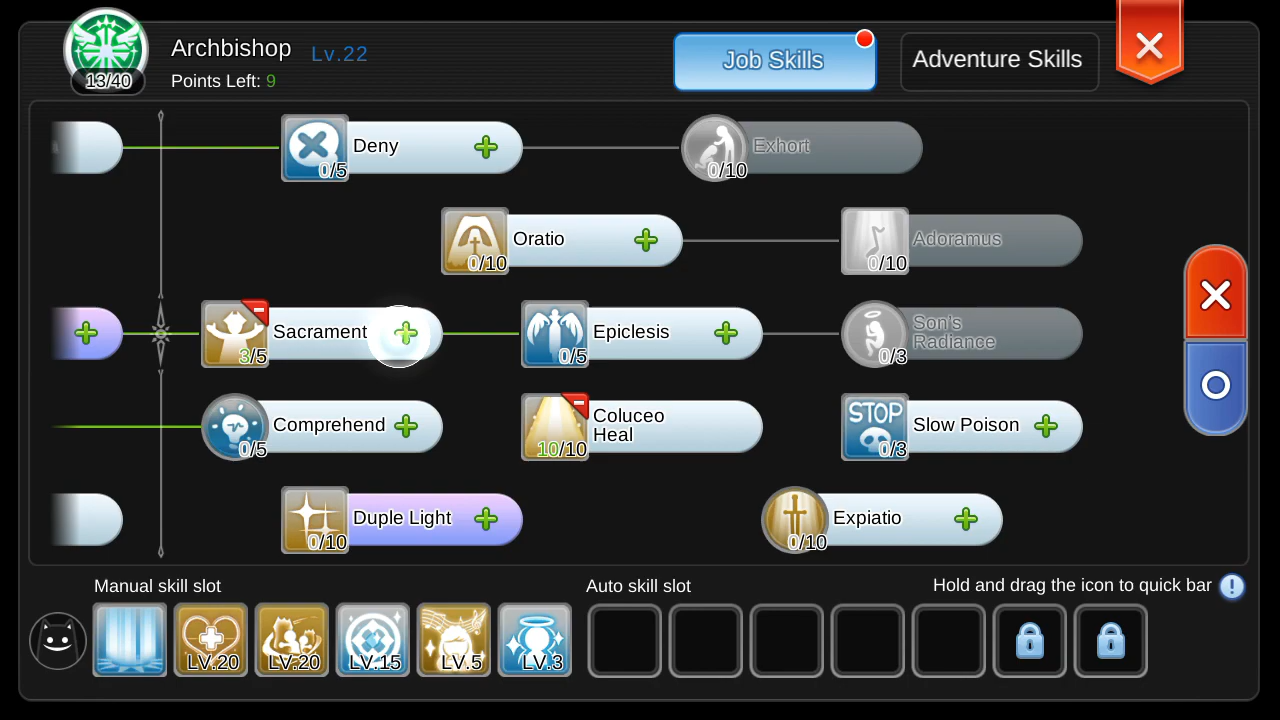 Archbishop Lv.22
13/40
Points Left: 9
Job Skills
Adventure Skills
Deny
0/5
Exhort
0/10
Oratio
0/10
Adoramus
0/10
Sacrament
3/5
Epiclesis
0/5
Son's
Radiance
0/3
Comprehend
0/5
Coluceo
Heal
10/10
STOP
Slow Poison
0/3
Duple Light
0/10
Expiatio
0/10
Manual skill slot
Auto skill slot
Hold and drag the icon to quick bar
LV.20
LV.20
LV.15
LV.5
LV.3